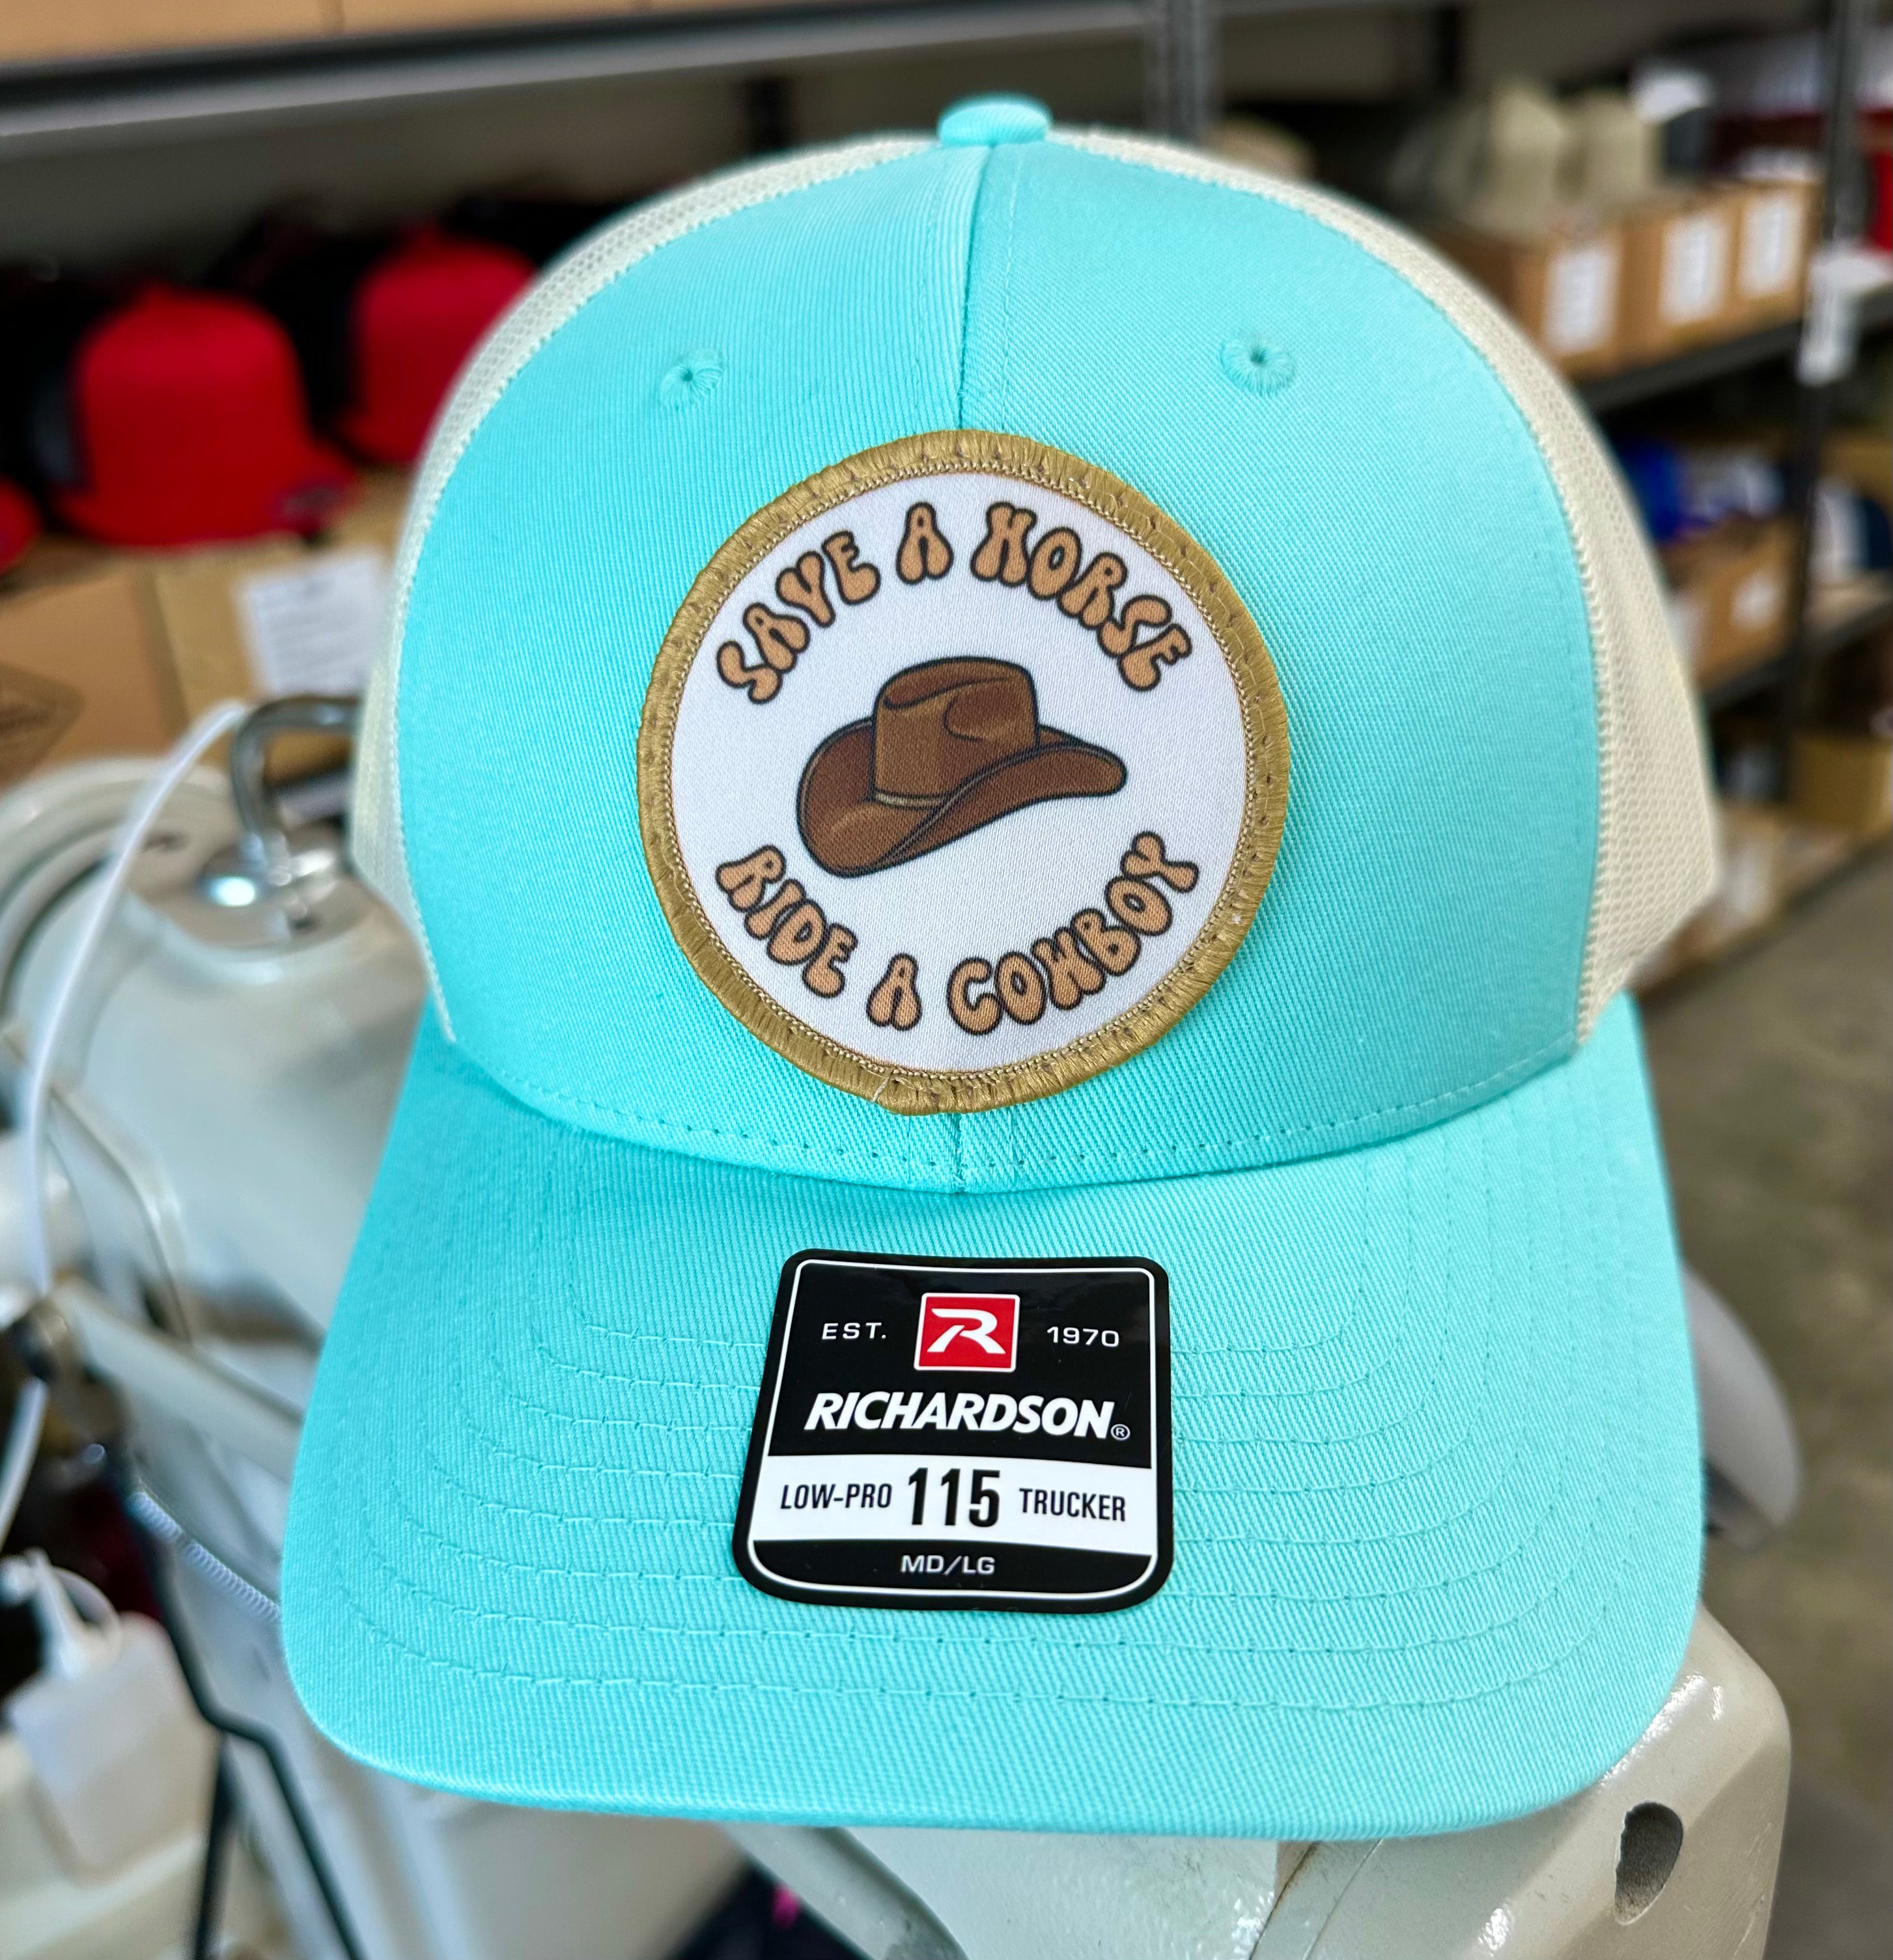 SAVE A HORSE
RIDE A COWBOY
EST. R 1970
RICHARDSON®
LOW-PRO 115 TRUCKER
MD/LG